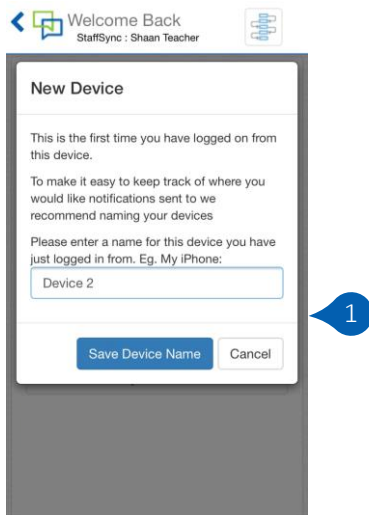 Welcome Back
StaffSync : Shaan Teacher
New Device
This is the first time you have logged on from
this device.
To make it easy to keep track of where you
would like notifications sent to we
recommend naming your devices
Please enter a name for this device you have
just logged in from. Eg. My iPhone:
Device 2
1
Save Device Name Cancel